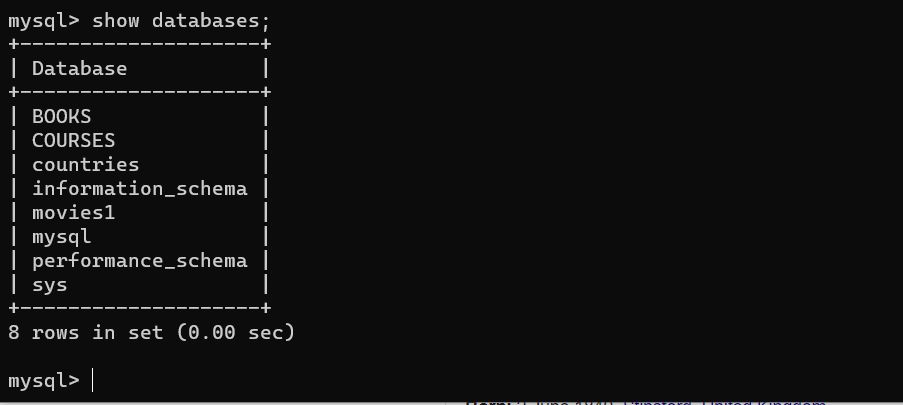 mysql> show databases;
+--------------------+
| Database           |
+--------------------+
| BOOKS              |
| COURSES            |
| countries          |
| information_schema |
| movies1            |
| mysql              |
| performance_schema |
| sys                |
+--------------------+
8 rows in set (0.00 sec)
mysql>